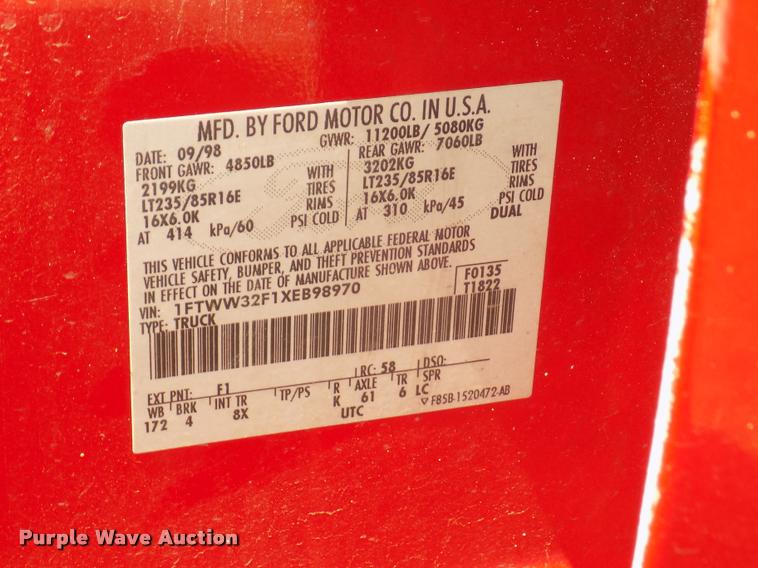 MFD. BY FORD MOTOR CO. IN U.S.A.
DATE: 09/98 GVWR: 11200LB/ 5080KG
FRONT GAWR: 4850LB REAR GAWR: 7060LB
2199KG WITH 3202KG WITH
LT235/85R16E TIRES LT235/85R16E TIRES
16X6.0K RIMS 16X6.0K RIMS
AT 414 kPa/60 PSI COLD AT 310 kPa/45 PSI COLD
DUAL
THIS VEHICLE CONFORMS TO ALL APPLICABLE FEDERAL MOTOR
VEHICLE SAFETY, BUMPER, AND THEFT PREVENTION STANDARDS
IN EFFECT ON THE DATE OF MANUFACTURE SHOWN ABOVE.
VIN: 1FTWW32F1XEB98970 F0135
TYPE: TRUCK T1822
EXT PNT: F1 RC: 58 DSO:
WB BRK INT TR TP/PS R AXLE TR SPR
172 4 8X K 61 6 LC
UTC ▽ F85B-1520472-AB
Purple Wave Auction